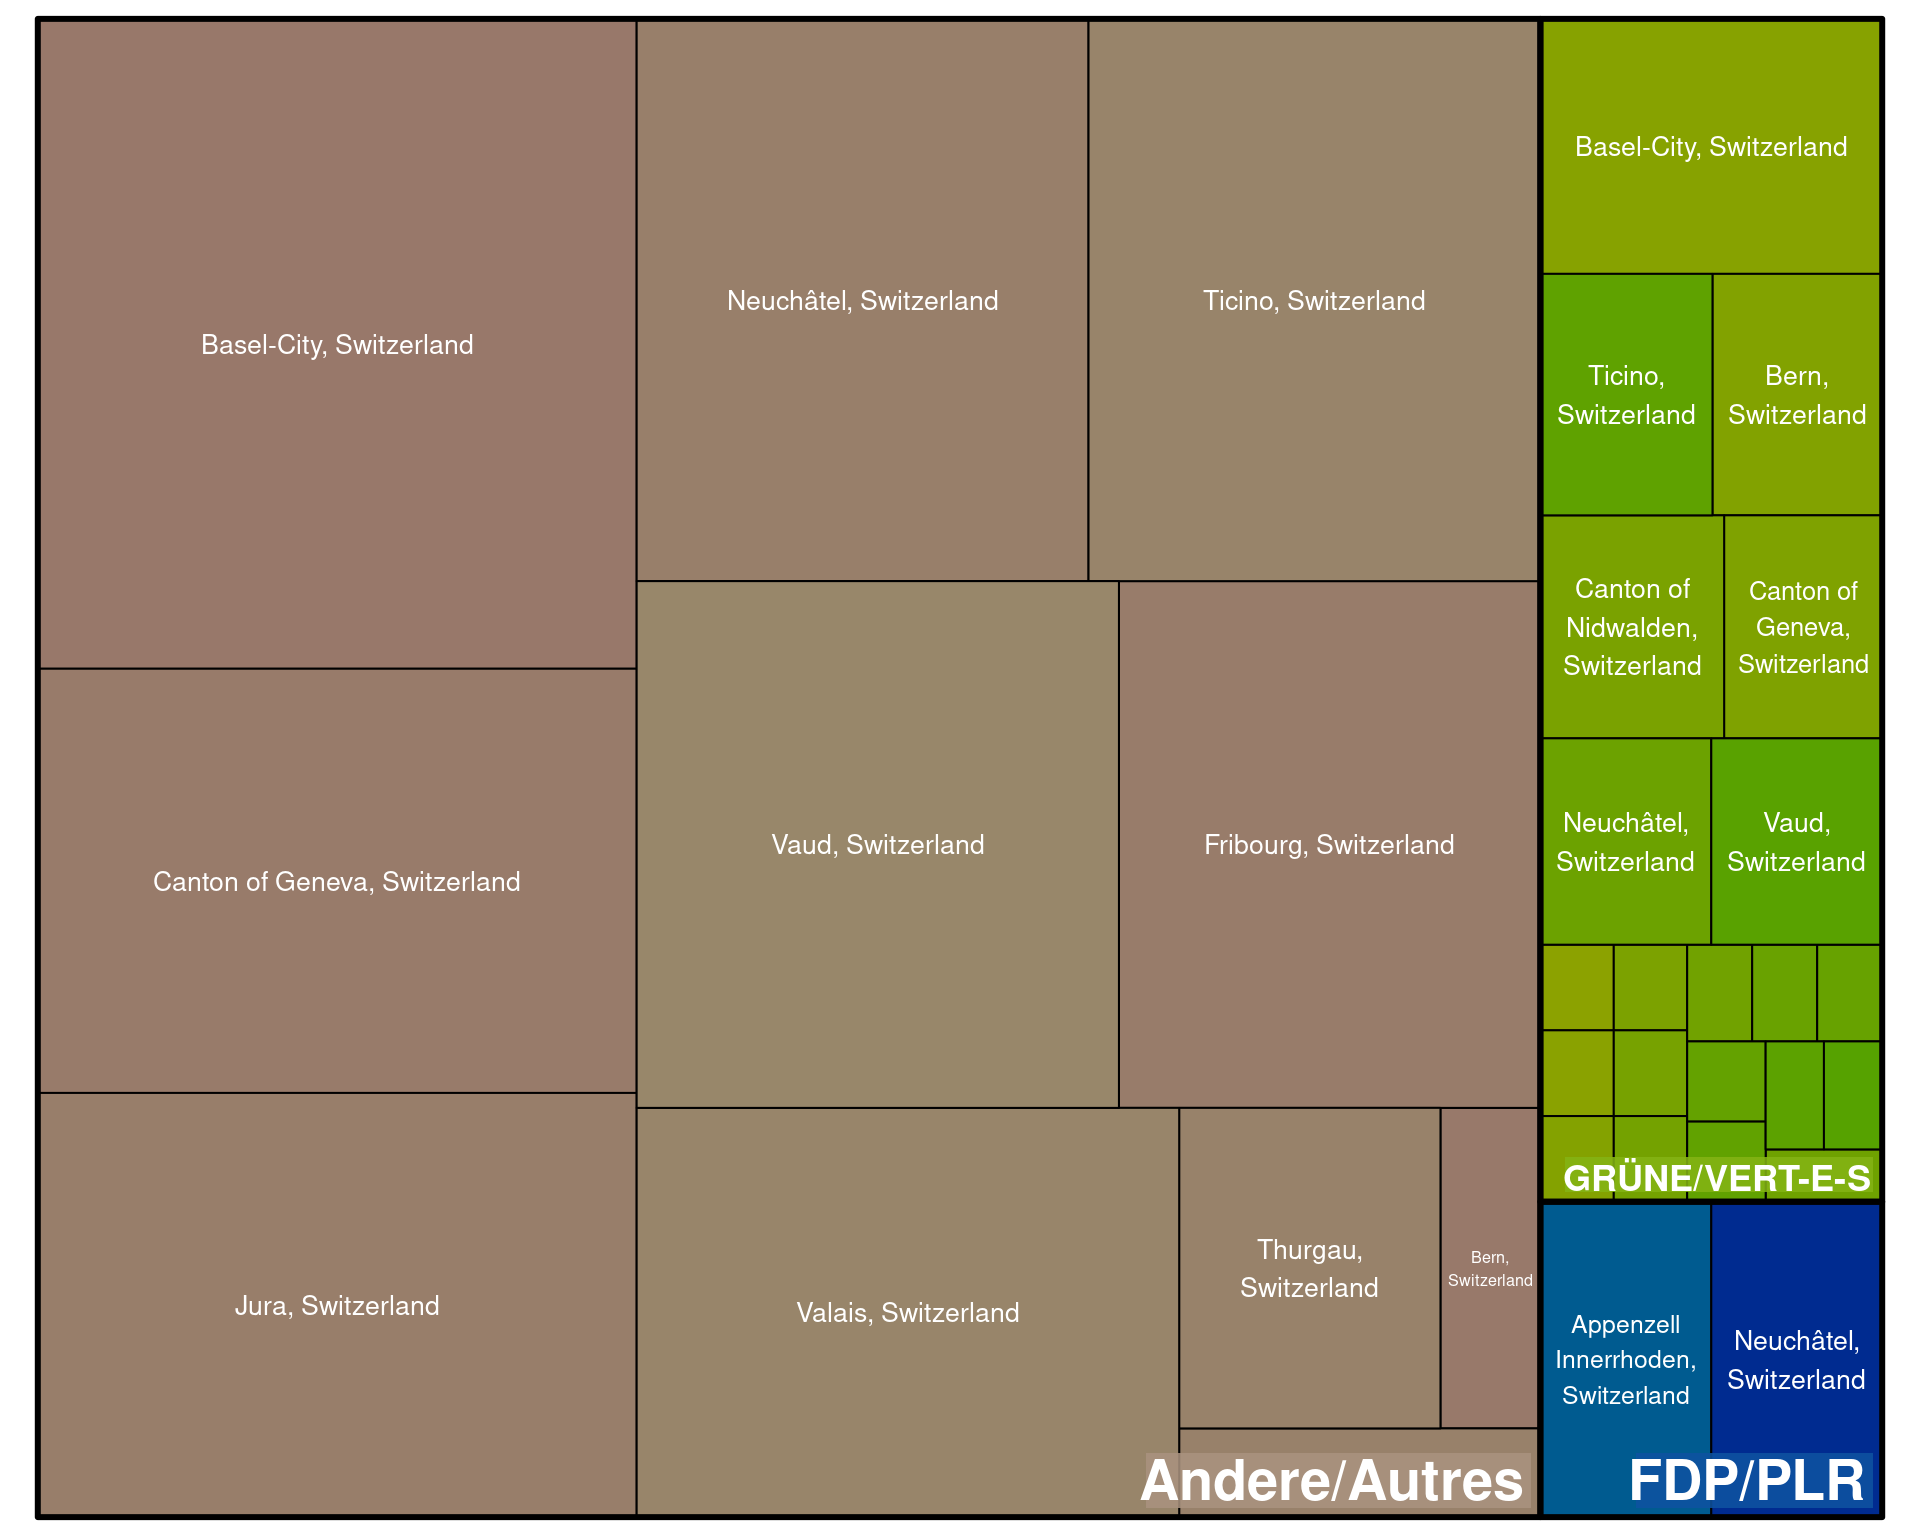 Basel-City, Switzerland
Neuchâtel, Switzerland
Ticino, Switzerland
Canton of Geneva, Switzerland
Vaud, Switzerland
Fribourg, Switzerland
Jura, Switzerland
Valais, Switzerland
Thurgau,
Switzerland
Bern,
Switzerland
Andere/Autres
Basel-City, Switzerland
Ticino,
Switzerland
Bern,
Switzerland
Canton of
Nidwalden,
Switzerland
Canton of
Geneva,
Switzerland
Neuchâtel,
Switzerland
Vaud,
Switzerland
GRÜNE/VERT-E-S
Appenzell
Innerrhoden,
Switzerland
Neuchâtel,
Switzerland
FDP/PLR